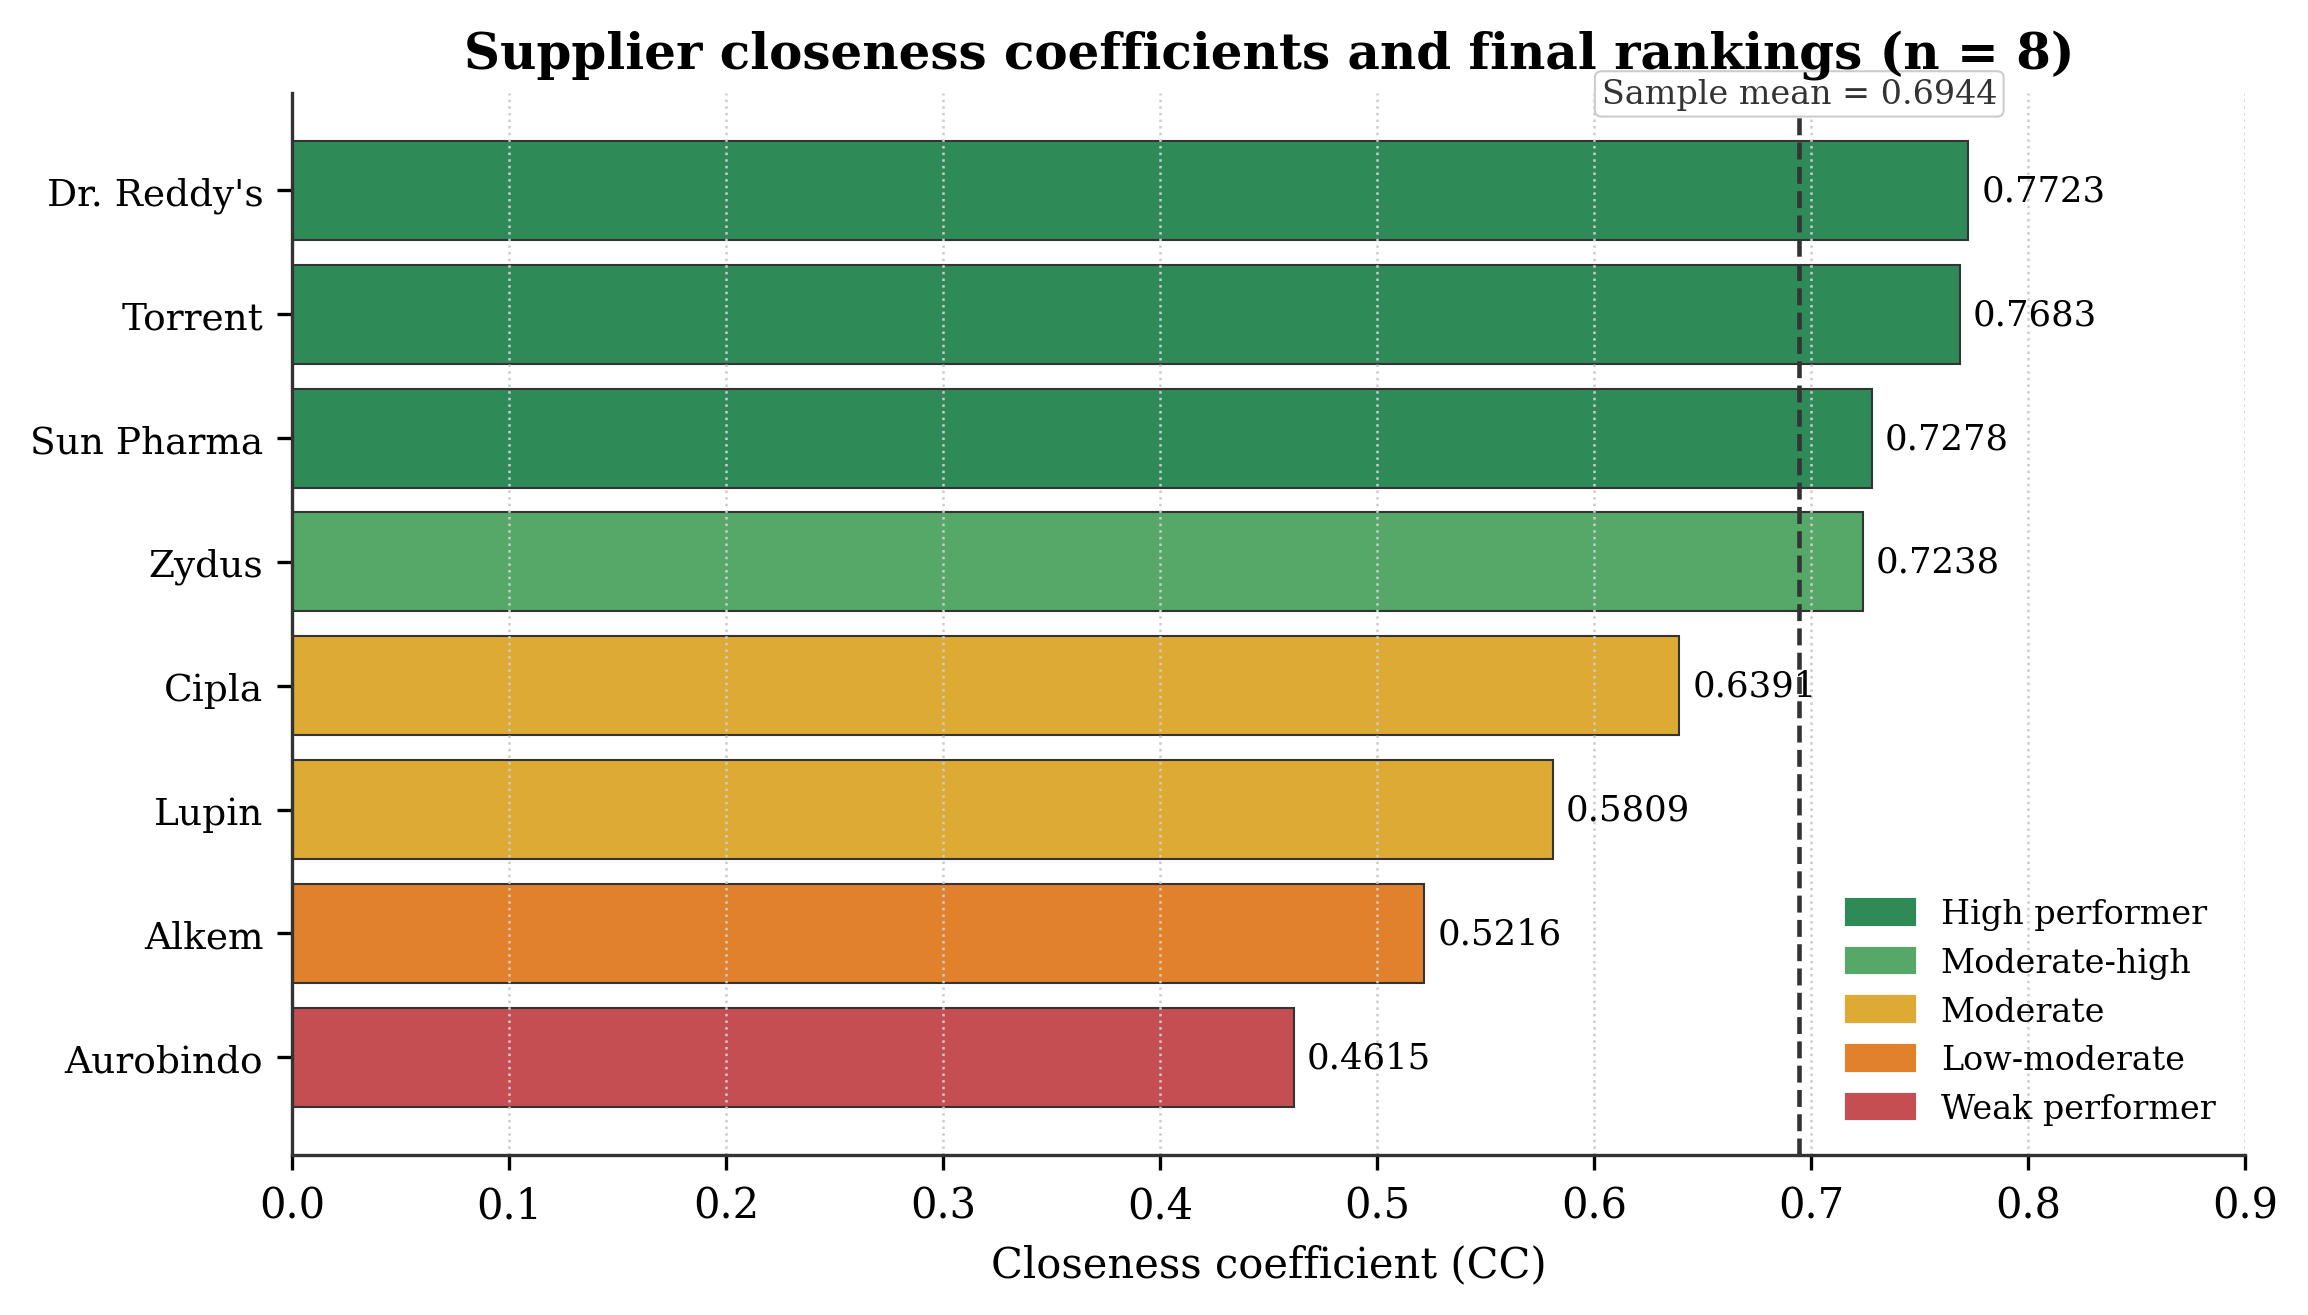 Supplier closeness coefficients and final rankings (n = 8)
Sample mean = 0.6944
Dr. Reddy's 0.7723
Torrent 0.7683
Sun Pharma 0.7278
Zydus 0.7238
Cipla 0.6391
Lupin 0.5809
Alkem 0.5216
Aurobindo 0.4615
High performer
Moderate-high
Moderate
Low-moderate
Weak performer
0.0 0.1 0.2 0.3 0.4 0.5 0.6 0.7 0.8 0.9
Closeness coefficient (CC)